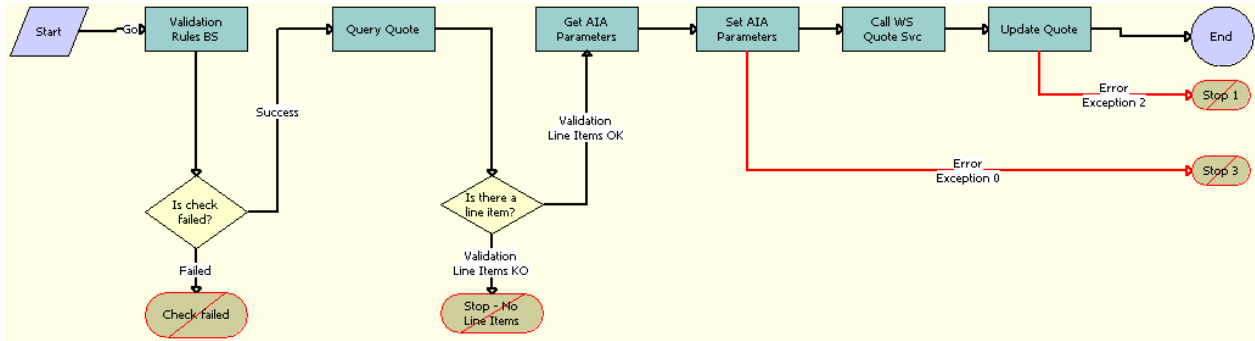 Start
Go
Validation
Rules BS
Query Quote
Get AIA
Parameters
Set AIA
Parameters
Call WS
Quote Svc
Update Quote
End
Success
Validation
Line Items OK
Error
Exception 2
Stop 1
Error
Exception 0
Stop 3
Is check
failed?
Is there a
line item?
Failed
Validation
Line Items KO
Check failed
Stop - No
Line Items